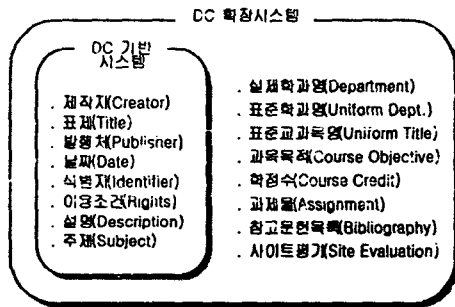 DC 확장시스템
DC 기반
시스템
. 제작자(Creator)
. 표제(Title)
. 발행처(Publisher)
. 날짜(Date)
. 식별자(Identifier)
. 이용조건(Rights)
. 설명(Description)
. 주제(Subject)
. 실제학과명(Department)
. 표준학과명(Uniform Dept.)
. 표준교과목명(Uniform Title)
. 과목목적(Course Objective)
. 학점수(Course Credit)
. 과제물(Assignment)
. 참고문헌목록(Bibliography)
. 사이트평가(Site Evaluation)